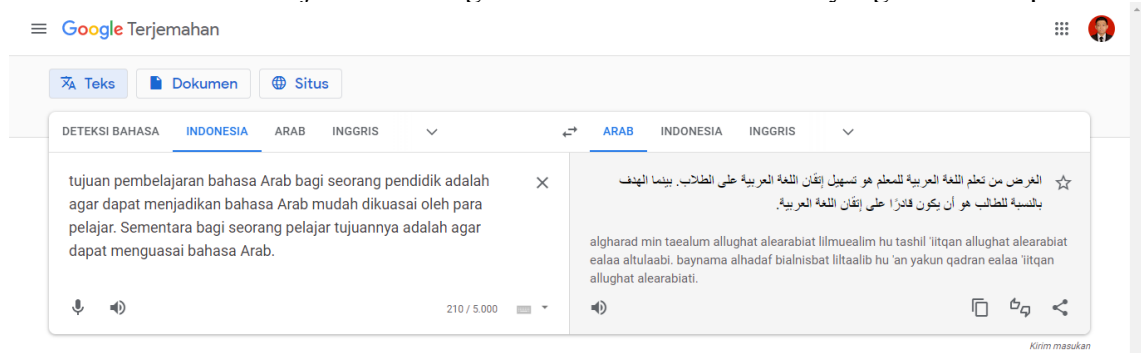 Google Terjemahan
Teks
Dokumen
Situs
DETEKSI BAHASA INDONESIA ARAB INGGRIS
ARAB INDONESIA INGGRIS
tujuan pembelajaran bahasa Arab bagi seorang pendidik adalah
agar dapat menjadikan bahasa Arab mudah dikuasai oleh para
pelajar. Sementara bagi seorang pelajar tujuannya adalah agar
dapat menguasai bahasa Arab.
210 / 5.000
الغرض من تعلم اللغة العربية للمعلم هو تسهيل إتقان اللغة العربية على الطلاب. بينما الهدف
بالنسبة للطالب هو أن يكون قادرًا على إتقان اللغة العربية.
algharad min taealum allughat alearabiat lilmuealim hu tashil 'iitqan allughat alearabiat
ealaa altulaabi. baynama alhadaf bialnisbat liltaalib hu 'an yakun qadran ealaa 'iitqan
allughat alearabiati.
Kirim masukan